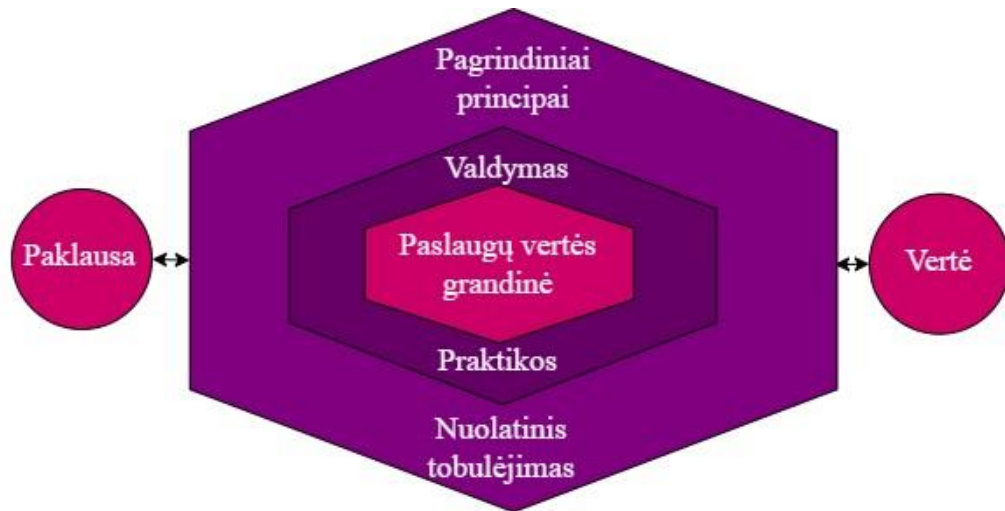 Pagrindiniai
principai
Valdymas
Paklausa
Paslaugų vertės
grandinė
Vertė
Praktikos
Nuolatinis
tobulėjimas